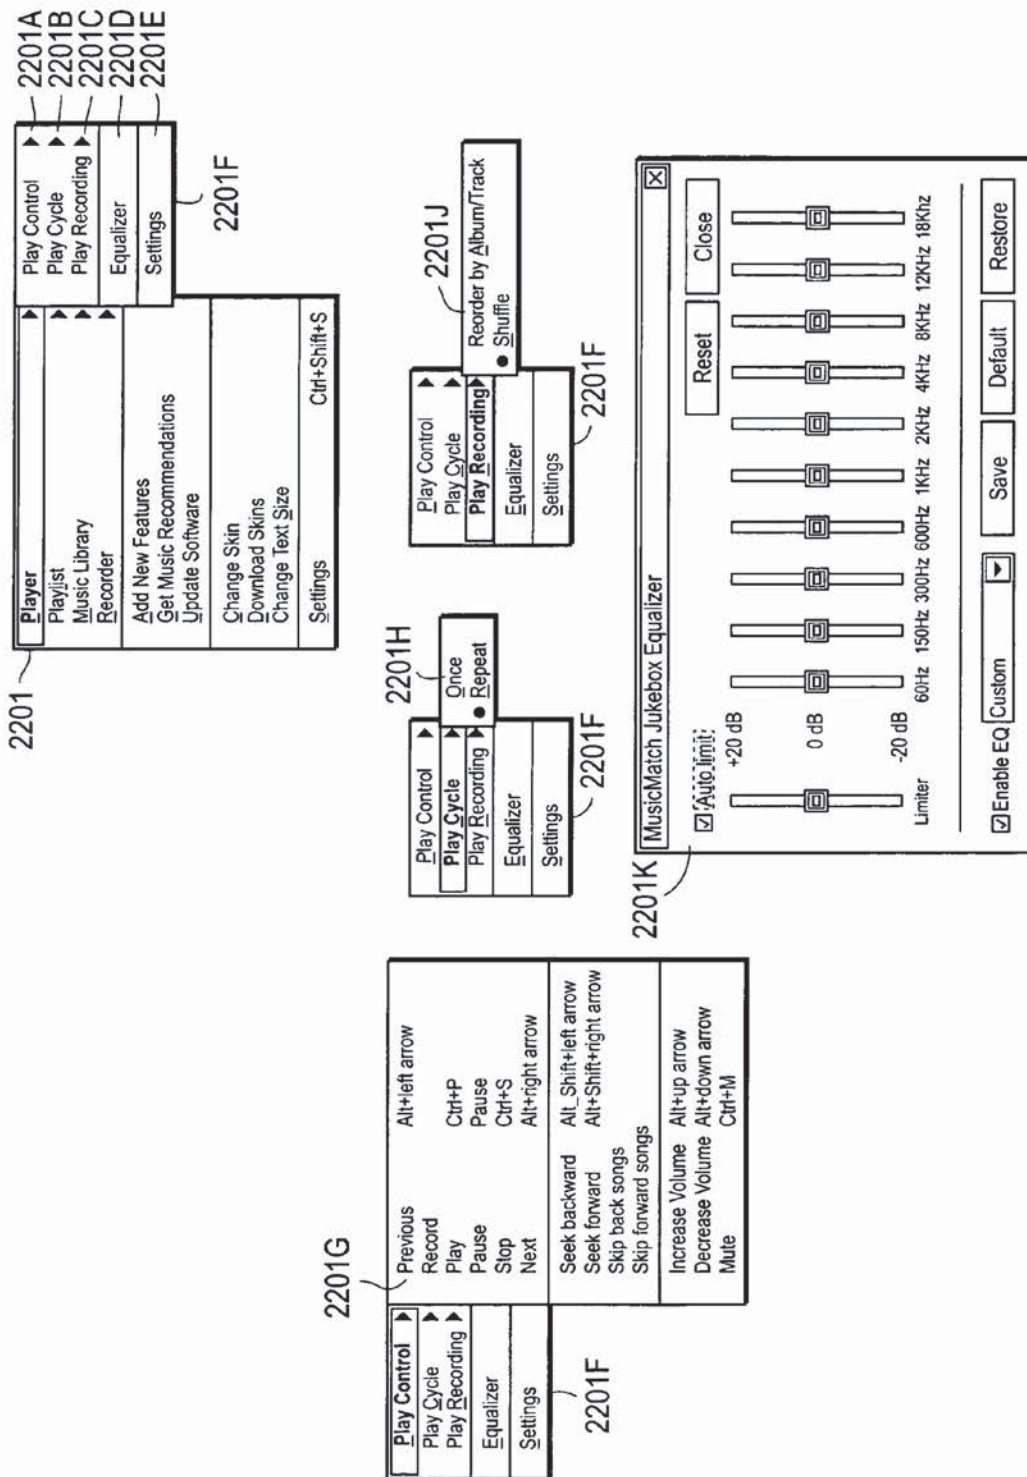 2201
Player
Playlist
Music Library
Recorder
Add New Features
Get Music Recommendations
Update Software
Change Skin
Download Skins
Change Text Size
Settings Ctrl+Shift+S
Play Control
Play Cycle
Play Recording
Equalizer
Settings
2201A
2201B
2201C
2201D
2201E
2201F
2201G
Play Control
Play Cycle
Play Recording
Equalizer
Settings
2201F
Previous Alt+left arrow
Record
Play Ctrl+P
Pause Pause
Stop Ctrl+S
Next Alt+right arrow
Seek backward Alt_Shift+left arrow
Seek forward Alt+Shift+right arrow
Skip back songs
Skip forward songs
Increase Volume Alt+up arrow
Decrease Volume Alt+down arrow
Mute Ctrl+M
2201H
Play Control
Play Cycle
Play Recording
Equalizer
Settings
Once
Repeat
2201F
2201J
Play Control
Play Cycle
Play Recording
Equalizer
Settings
Reorder by Album/Track
Shuffle
2201F
2201K
MusicMatch Jukebox Equalizer
Auto limit
Reset Close
+20 dB
0 dB
-20 dB
Limiter 60Hz 150Hz 300Hz 600Hz 1KHz 2KHz 4KHz 8KHz 12KHz 18Khz
Enable EQ Custom Save Default Restore